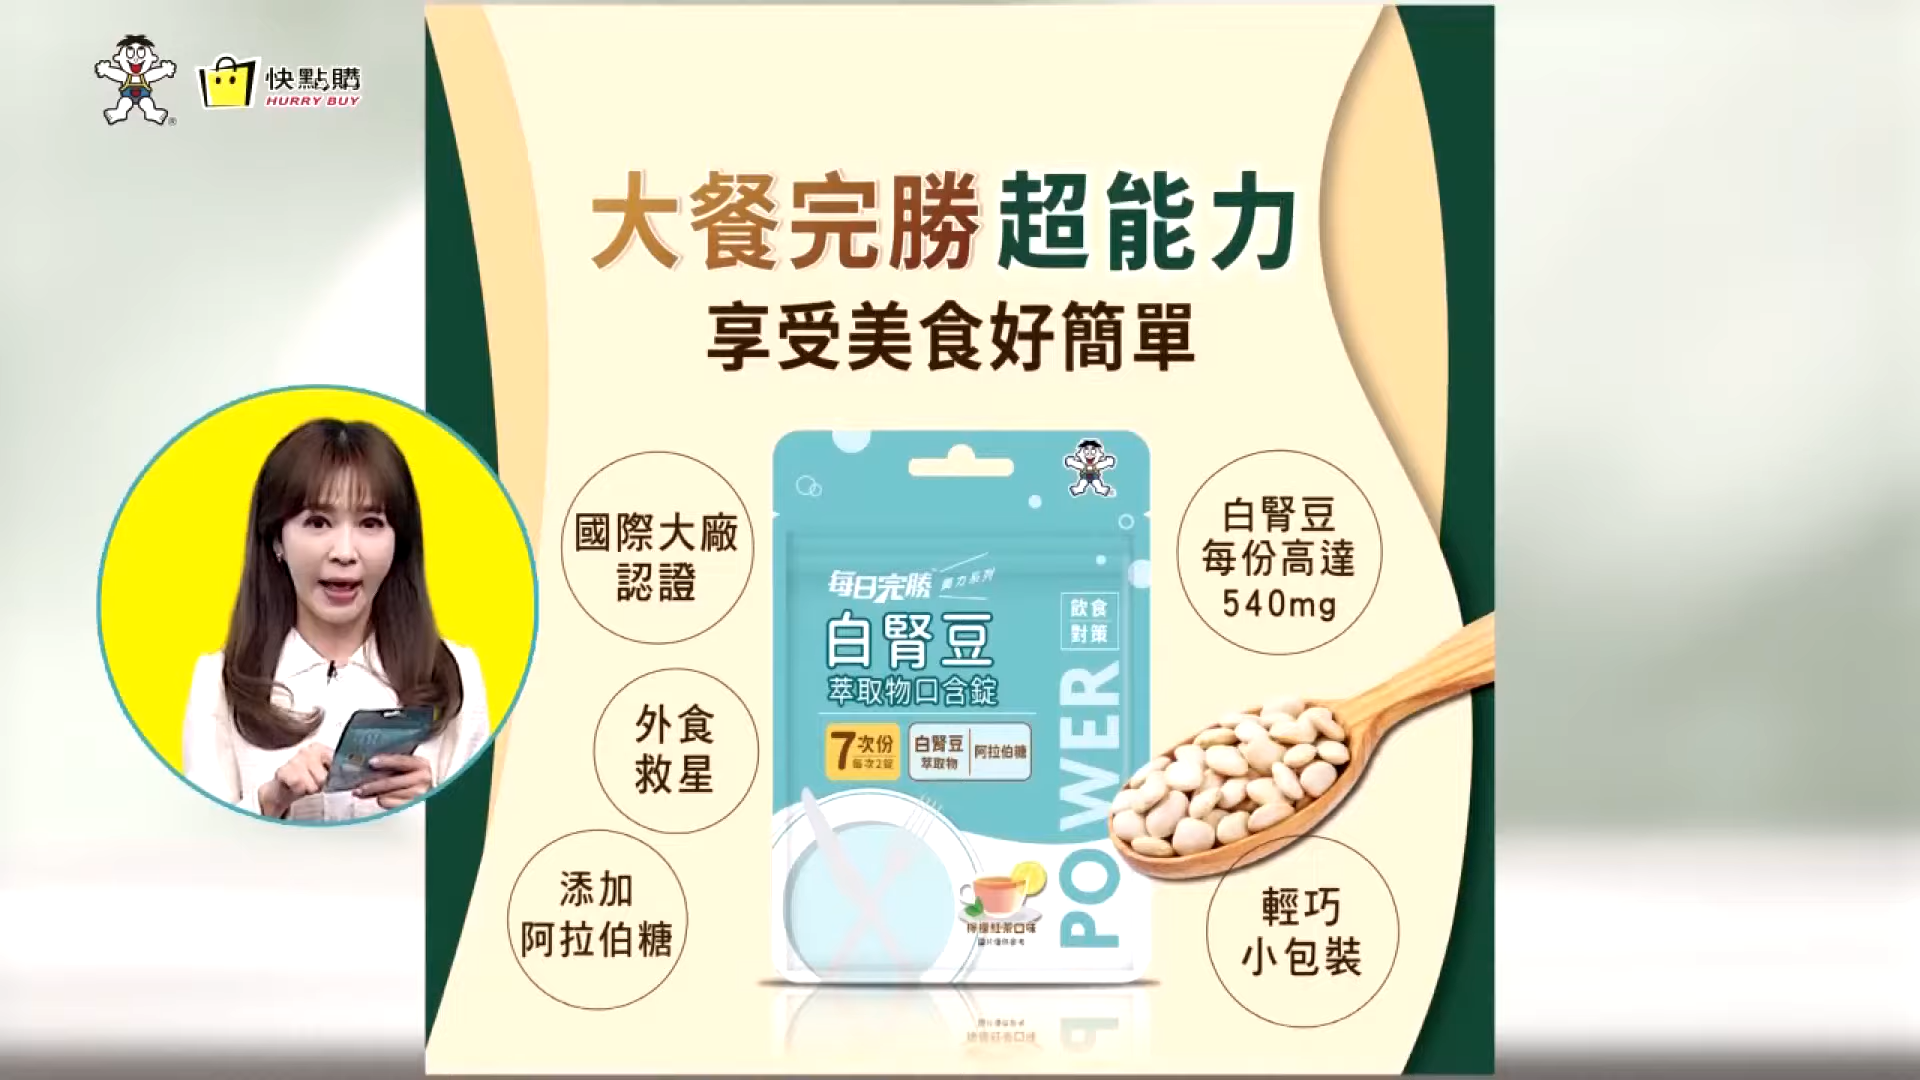 快點購
HURRY BUY
大餐完勝超能力
享受美食好簡單
國際大廠
認證
外食
救星
添加
阿拉伯糖
白腎豆
每份高達
540mg
輕巧
小包裝
每日完勝
美力系列
白腎豆
萃取物口含錠
飲食
對策
7次份
每次2錠
白腎豆
萃取物
阿拉伯糖
POWER
檸檬紅茶口味